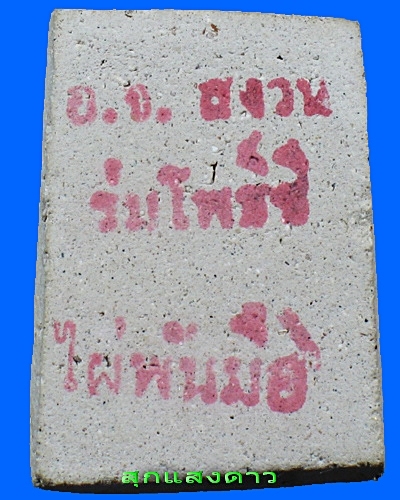 อ.จ. สงวน
ร่มโพธิ์
ไผ่พันมือ
สุกแสงดาว